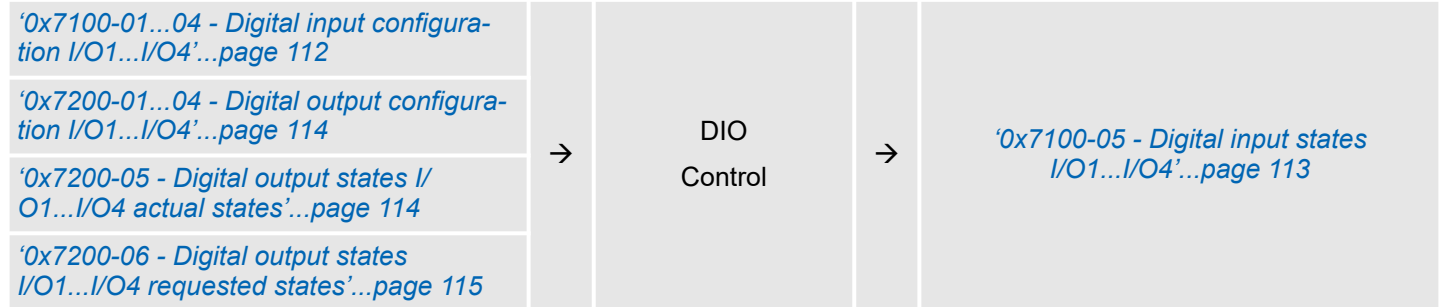 ‘0x7100-01...04 - Digital input configura-
tion I/O1...I/O4’...page 112
‘0x7200-01...04 - Digital output configura-
tion I/O1...I/O4’...page 114
‘0x7200-05 - Digital output states I/
O1...I/O4 actual states’...page 114
‘0x7200-06 - Digital output states
I/O1...I/O4 requested states’...page 115
→
DIO
Control
→
‘0x7100-05 - Digital input states
I/O1...I/O4’...page 113